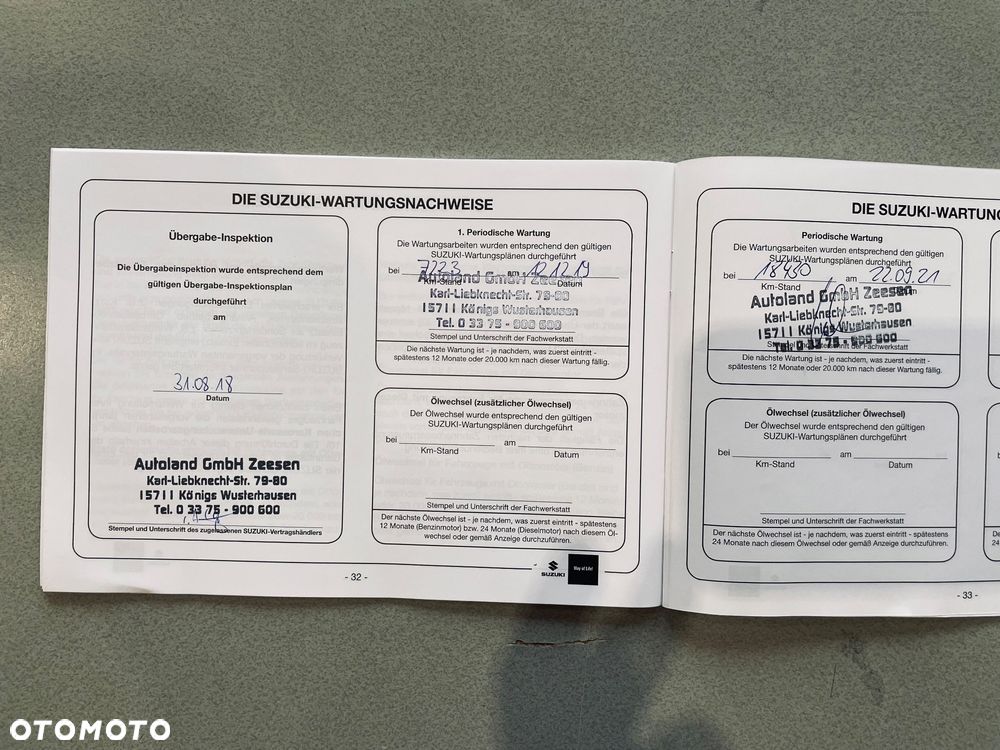 DIE SUZUKI-WARTUNGSNACHWEISE
Übergabe-Inspektion
Die Übergabeinspektion wurde entsprechend dem
gültigen Übergabe-Inspektionsplan
durchgeführt
am
31.08.18
Datum
Autoland GmbH Zeesen
Karl-Liebknecht-Str. 79-80
15711 Königs Wusterhausen
Tel. 0 33 75 - 900 600
Stempel und Unterschrift des zugelassenen SUZUKI-Vertragshändlers
1. Periodische Wartung
Die Wartungsarbeiten wurden entsprechend den gültigen
SUZUKI-Wartungsplänen durchgeführt
bei 7223 am 12.12.19
Km-Stand Datum
Autoland GmbH Zeesen
Karl-Liebknecht-Str. 79-80
15711 Königs Wusterhausen
Tel. 0 33 75 - 900 600
Stempel und Unterschrift der Fachwerkstatt
Die nächste Wartung ist - je nachdem, was zuerst eintritt -
spätestens 12 Monate oder 20.000 km nach dieser Wartung fällig.
Ölwechsel (zusätzlicher Ölwechsel)
Der Ölwechsel wurde entsprechend den gültigen
SUZUKI-Wartungsplänen durchgeführt
bei am
Km-Stand Datum
Stempel und Unterschrift der Fachwerkstatt
Der nächste Ölwechsel ist - je nachdem, was zuerst eintritt - spätestens
12 Monate (Benzinmotor) bzw. 24 Monate (Dieselmotor) nach diesem Öl-
wechsel oder gemäß Anzeige durchzuführen.
SUZUKI Way of Life!
- 32 -
DIE SUZUKI-WARTUNG
Periodische Wartung
Die Wartungsarbeiten wurden entsprechend den gültigen
SUZUKI-Wartungsplänen durchgeführt
bei 18450 am 22.09.21
Km-Stand
Autoland GmbH Zeesen
Karl-Liebknecht-Str. 79-80
15711 Königs Wusterhausen
Tel. 0 33 75 - 900 600
Stempel und Unterschrift der Fachwerkstatt
Die nächste Wartung ist - je nachdem, was zuerst eintritt -
spätestens 12 Monate oder 20.000 km nach dieser Wartung fällig.
Ölwechsel (zusätzlicher Ölwechsel)
Der Ölwechsel wurde entsprechend den gültigen
SUZUKI-Wartungsplänen durchgeführt
bei am
Km-Stand Datum
Stempel und Unterschrift der Fachwerkstatt
Der nächste Ölwechsel ist - je nachdem, was zuerst eintritt - spätestens
24 Monate nach diesem Ölwechsel oder gemäß Anzeige durchzuführen.
- 33 -
OTOMOTO